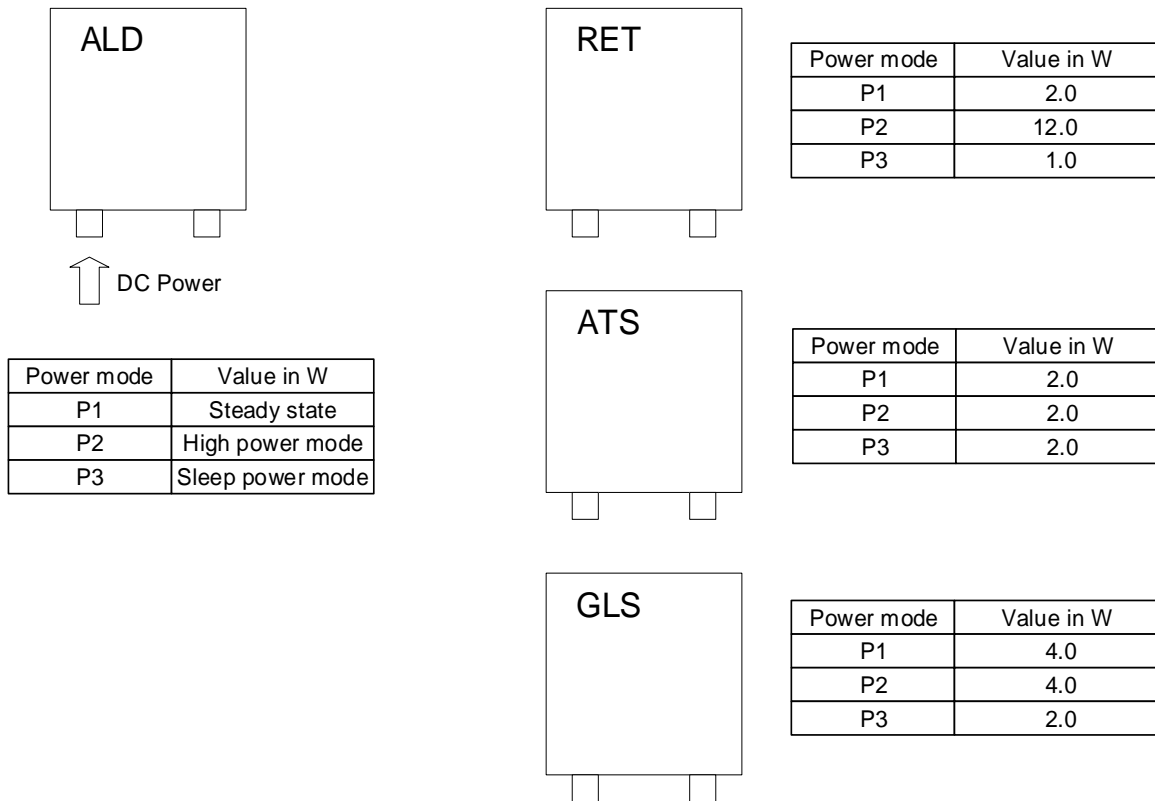 ALD
DC Power
Power mode Value in W
P1 Steady state
P2 High power mode
P3 Sleep power mode
RET
Power mode Value in W
P1 2.0
P2 12.0
P3 1.0
ATS
Power mode Value in W
P1 2.0
P2 2.0
P3 2.0
GLS
Power mode Value in W
P1 4.0
P2 4.0
P3 2.0